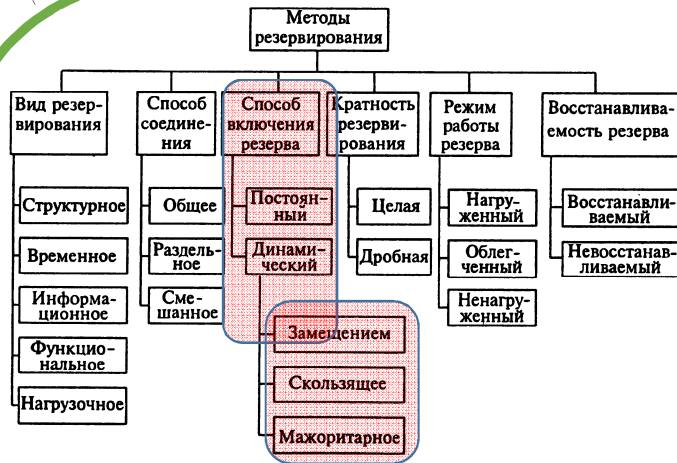 Методы
резервирования
Вид резер-
вирования
Структурное
Временное
Информа-
ционное
Функцио-
нальное
Нагрузочное
Способ
соедине-
ния
Общее
Раздель-
ное
Сме-
шанное
Способ
включения
резерва
Постоян-
ный
Динами-
ческий
Замещением
Скользящее
Мажоритарное
Кратность
резерви-
рования
Целая
Дробная
Режим
работы
резерва
Нагру-
женный
Облег-
ченный
Ненагру-
женный
Восстанавлива-
емость резерва
Восстанавли-
ваемый
Невосстанав-
ливаемый